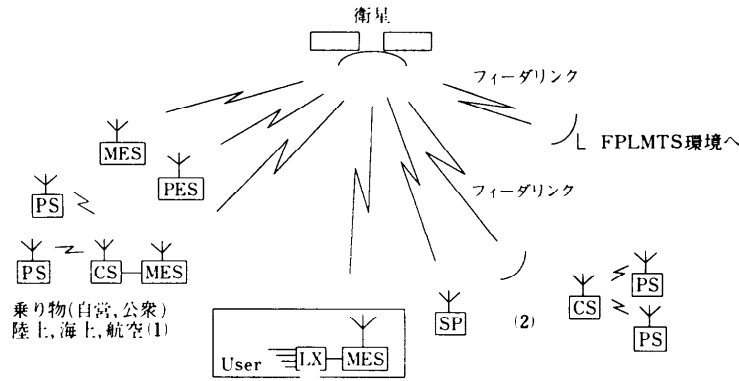 衛星
フィーダリンク
FPLMTS環境へ
MES
PES
フィーダリンク
PS
PS
CS
MES
乗り物(自営,公衆)
陸上,海上,航空(1)
User
LX
MES
SP
(2)
CS
PS
PS